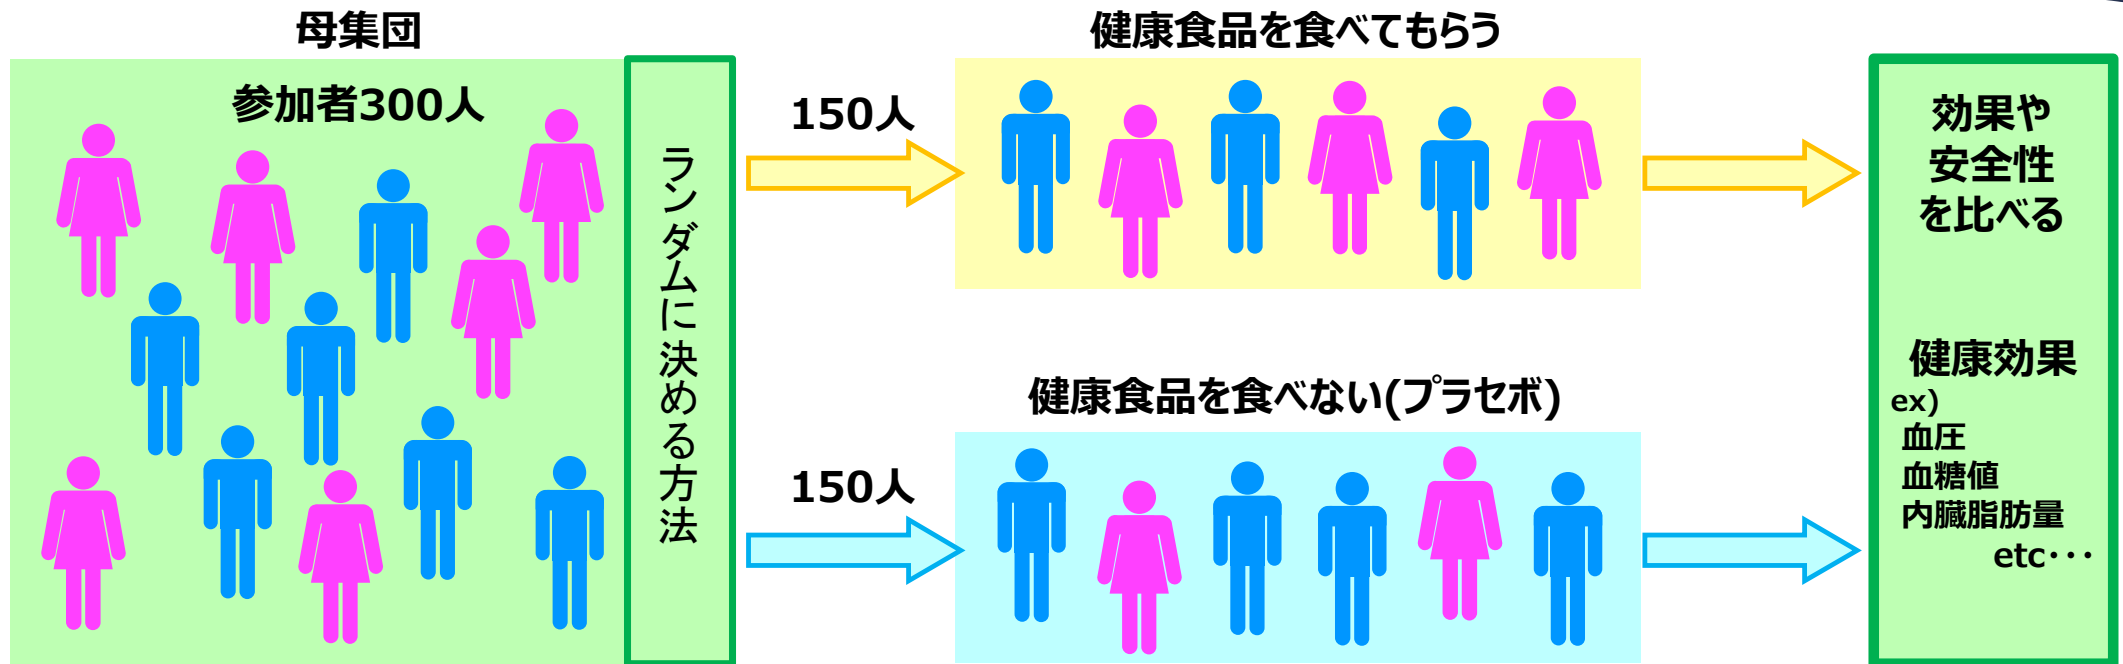 母集団
参加者300人
ランダムに決める方法
150人
健康食品を食べてもらう
150人
健康食品を食べない(プラセボ)
効果や
安全性
を比べる
健康効果
ex)
血圧
血糖値
内臓脂肪量
etc･･･